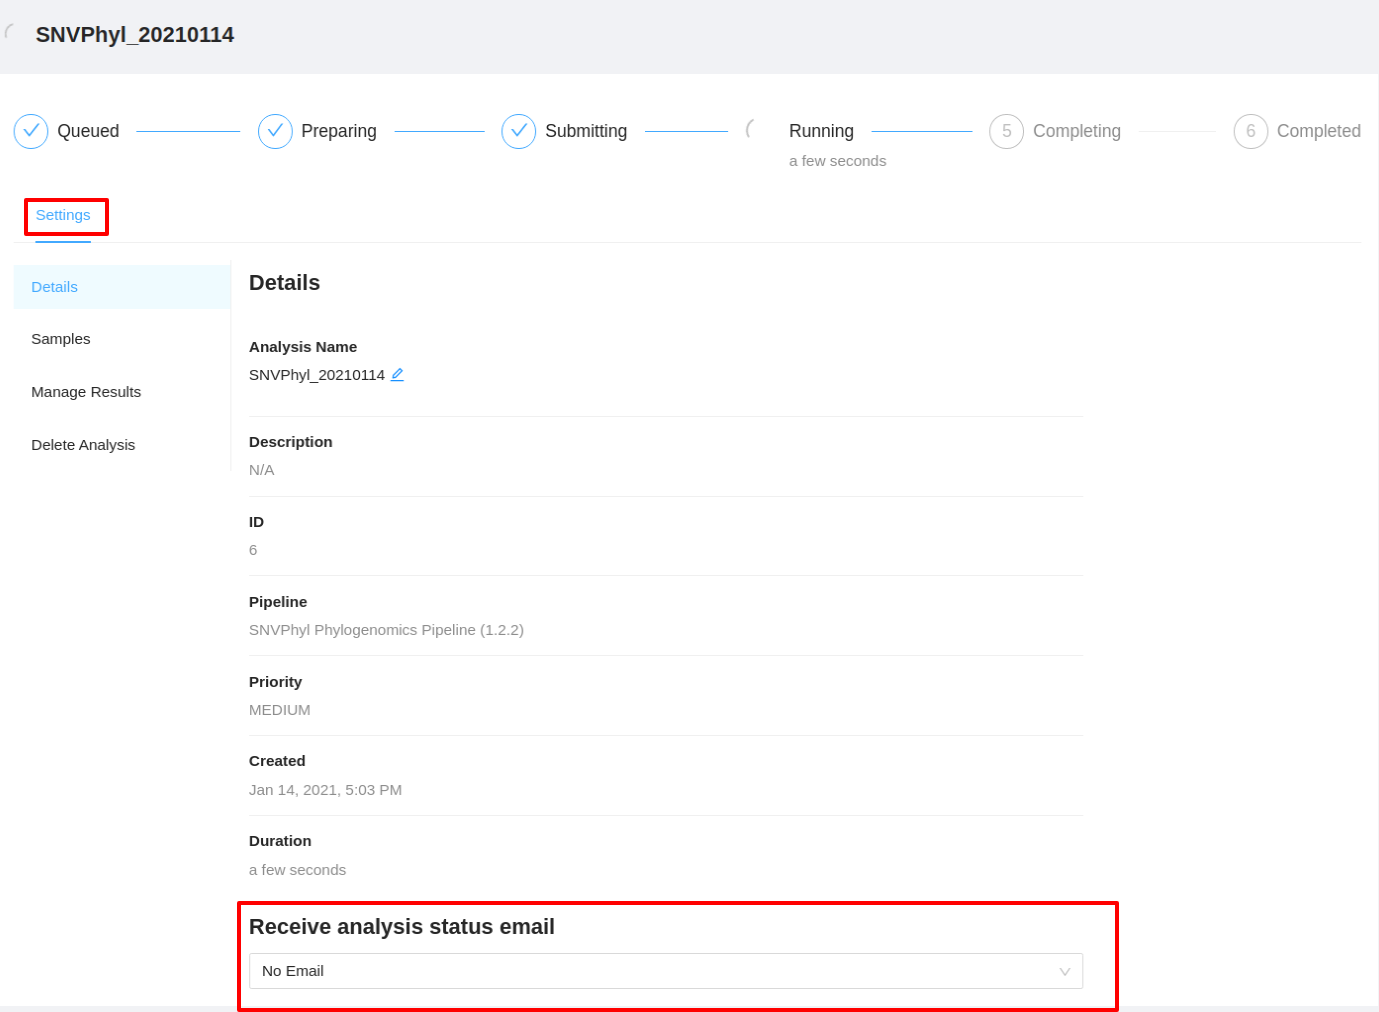 SNVPhyl_20210114
Queued
Preparing
Submitting
Running
5 Completing
6 Completed
a few seconds
Settings
Details
Samples
Manage Results
Delete Analysis
Details
Analysis Name
SNVPhyl_20210114
Description
N/A
ID
6
Pipeline
SNVPhyl Phylogenomics Pipeline (1.2.2)
Priority
MEDIUM
Created
Jan 14, 2021, 5:03 PM
Duration
a few seconds
Receive analysis status email
No Email